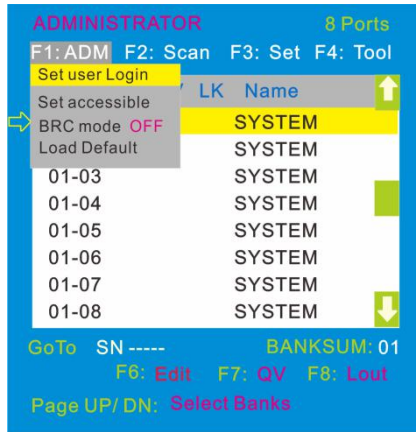 ADMINISTRATOR 8 Ports
F1: ADM F2: Scan F3: Set F4: Tool
Set user Login
LK Name
Set accessible
BRC mode OFF SYSTEM
Load Default SYSTEM
01-03 SYSTEM
01-04 SYSTEM
01-05 SYSTEM
01-06 SYSTEM
01-07 SYSTEM
01-08 SYSTEM
GoTo SN ----- BANKSUM: 01
F6: Edit F7: QV F8: Lout
Page UP/ DN: Select Banks